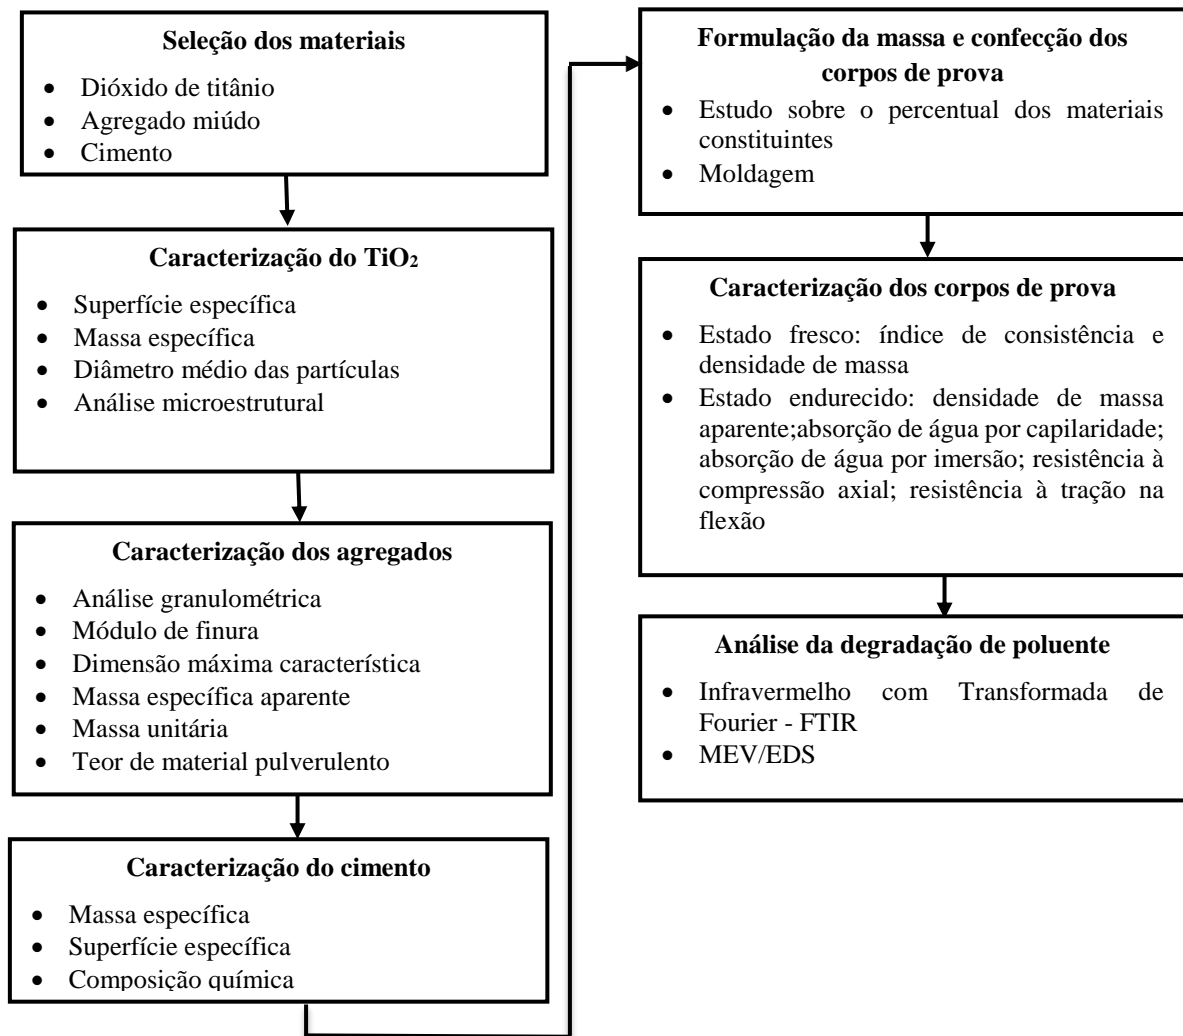 Seleção dos materiais
• Dióxido de titânio
• Agregado miúdo
• Cimento
Caracterização do TiO₂
• Superfície específica
• Massa específica
• Diâmetro médio das partículas
• Análise microestrutural
Caracterização dos agregados
• Análise granulométrica
• Módulo de finura
• Dimensão máxima característica
• Massa específica aparente
• Massa unitária
• Teor de material pulverulento
Caracterização do cimento
• Massa específica
• Superfície específica
• Composição química
Formulação da massa e confecção dos
corpos de prova
• Estudo sobre o percentual dos materiais
constituintes
• Moldagem
Caracterização dos corpos de prova
• Estado fresco: índice de consistência e
densidade de massa
• Estado endurecido: densidade de massa
aparente;absorção de água por capilaridade;
absorção de água por imersão; resistência à
compressão axial; resistência à tração na
flexão
Análise da degradação de poluente
• Infravermelho com Transformada de
Fourier - FTIR
• MEV/EDS